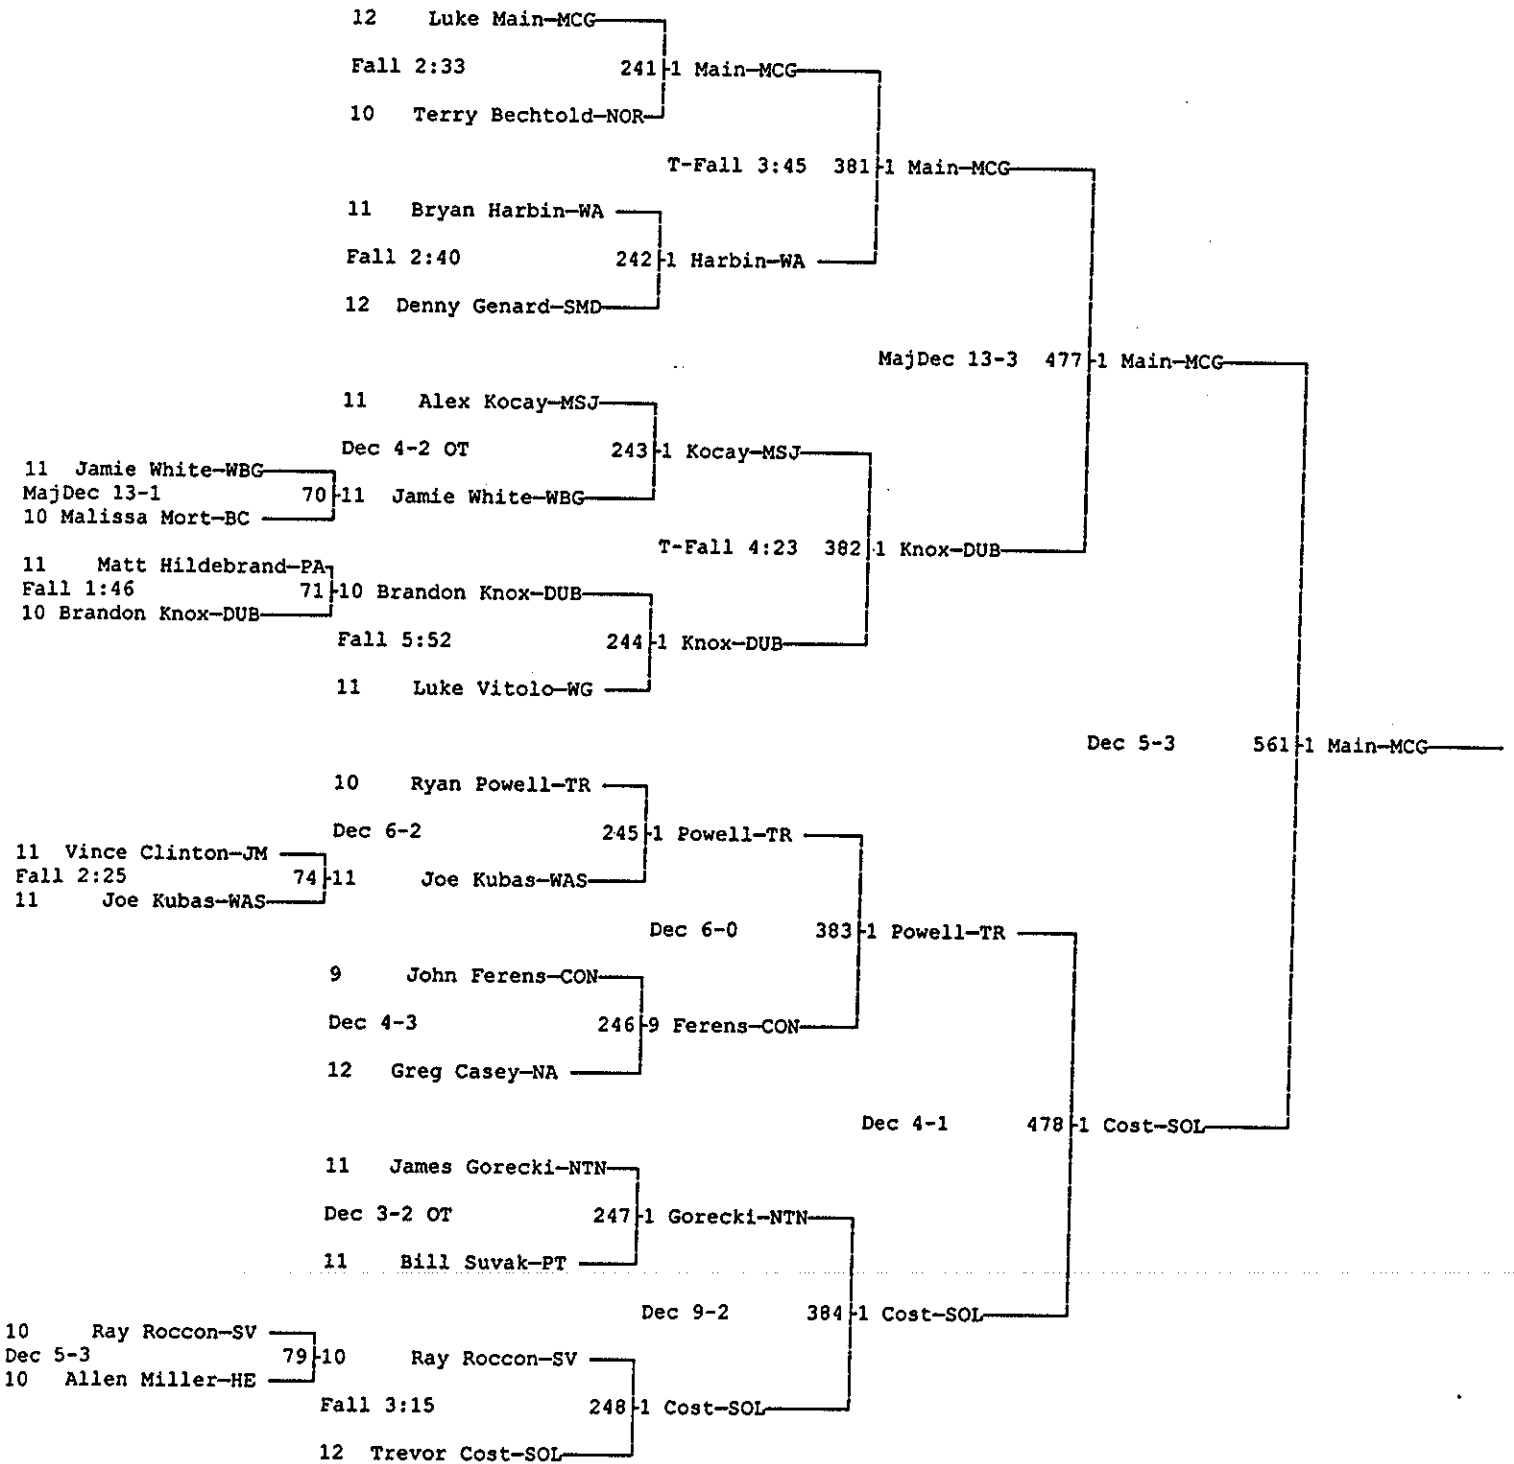 12 Luke Main-MCG
Fall 2:33 241 1 Main-MCG
10 Terry Bechtold-NOR
T-Fall 3:45 381 1 Main-MCG
11 Bryan Harbin-WA
Fall 2:40 242 1 Harbin-WA
12 Denny Genard-SMD
MajDec 13-3 477 1 Main-MCG
11 Alex Kocay-MSJ
Dec 4-2 OT 243 1 Kocay-MSJ
11 Jamie White-WBG
MajDec 13-1 70 11 Jamie White-WBG
10 Malissa Mort-BC
T-Fall 4:23 382 1 Knox-DUB
11 Matt Hildebrand-PA
Fall 1:46 71 10 Brandon Knox-DUB
10 Brandon Knox-DUB
Fall 5:52 244 1 Knox-DUB
11 Luke Vitolo-WG
Dec 5-3 561 1 Main-MCG
10 Ryan Powell-TR
Dec 6-2 245 1 Powell-TR
11 Vince Clinton-JM
Fall 2:25 74 11 Joe Kubas-WAS
11 Joe Kubas-WAS
Dec 6-0 383 1 Powell-TR
9 John Ferens-CON
Dec 4-3 246 9 Ferens-CON
12 Greg Casey-NA
Dec 4-1 478 1 Cost-SOL
11 James Gorecki-NTN
Dec 3-2 OT 247 1 Gorecki-NTN
11 Bill Suvak-PT
Dec 9-2 384 1 Cost-SOL
10 Ray Roccon-SV
Dec 5-3 79 10 Ray Roccon-SV
10 Allen Miller-HE
Fall 3:15 248 1 Cost-SOL
12 Trevor Cost-SOL